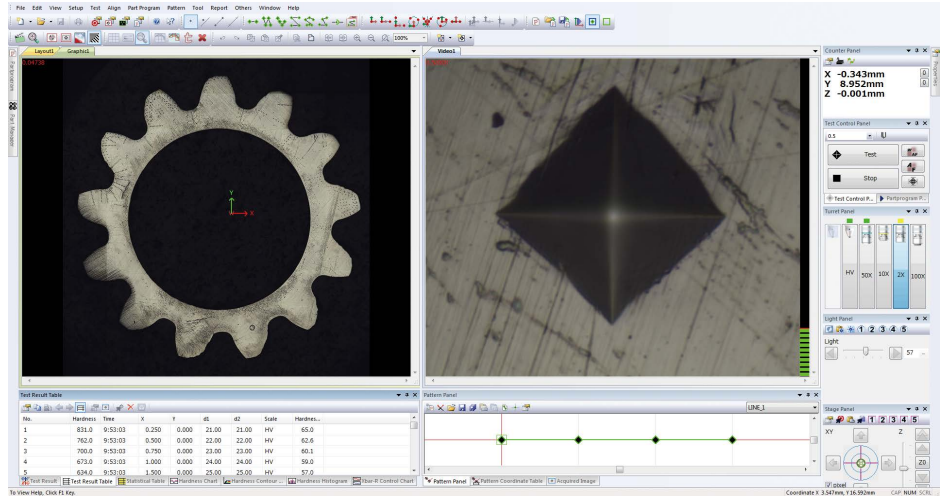 File Edit View Setup Test Align Part Program Pattern Tool Report Others Window Help
100%
Layout1 Graphic1
Video1
Counter Panel
Properties
Partprogram
Part Manager
0.04738
X -0.343mm
Y 8.952mm
Z -0.001mm
Test Control Panel
0.5
Test
Stop
Test Control P... Partprogram P...
Turret Panel
HV 50X 10X 2X 100X
Y
X
Light Panel
1 2 3 4 5
Light
57
Test Result Table
Pattern Panel
LINE_1
Stage Panel
1 2 3 4 5
XY Z
Z0
pixel
No. Hardness Time X Y d1 d2 Scale Hardnes...
1 831.0 9:53:03 0.250 0.000 21.00 21.00 HV 65.0
2 762.0 9:53:03 0.500 0.000 22.00 22.00 HV 62.6
3 700.0 9:53:03 0.750 0.000 23.00 23.00 HV 60.1
4 673.0 9:53:03 1.000 0.000 24.00 24.00 HV 59.0
5 634.0 9:53:03 1.500 0.000 25.00 25.00 HV 57.0
Test Result Test Result Table Statistical Table Hardness Chart Hardness Contour ... Hardness Histogram Xbar-R Control Chart
Pattern Panel Pattern Coordinate Table Acquired Image
To View Help, Click F1 Key.
Coordinate X 3.547mm, Y 16.592mm CAP NUM SCRL